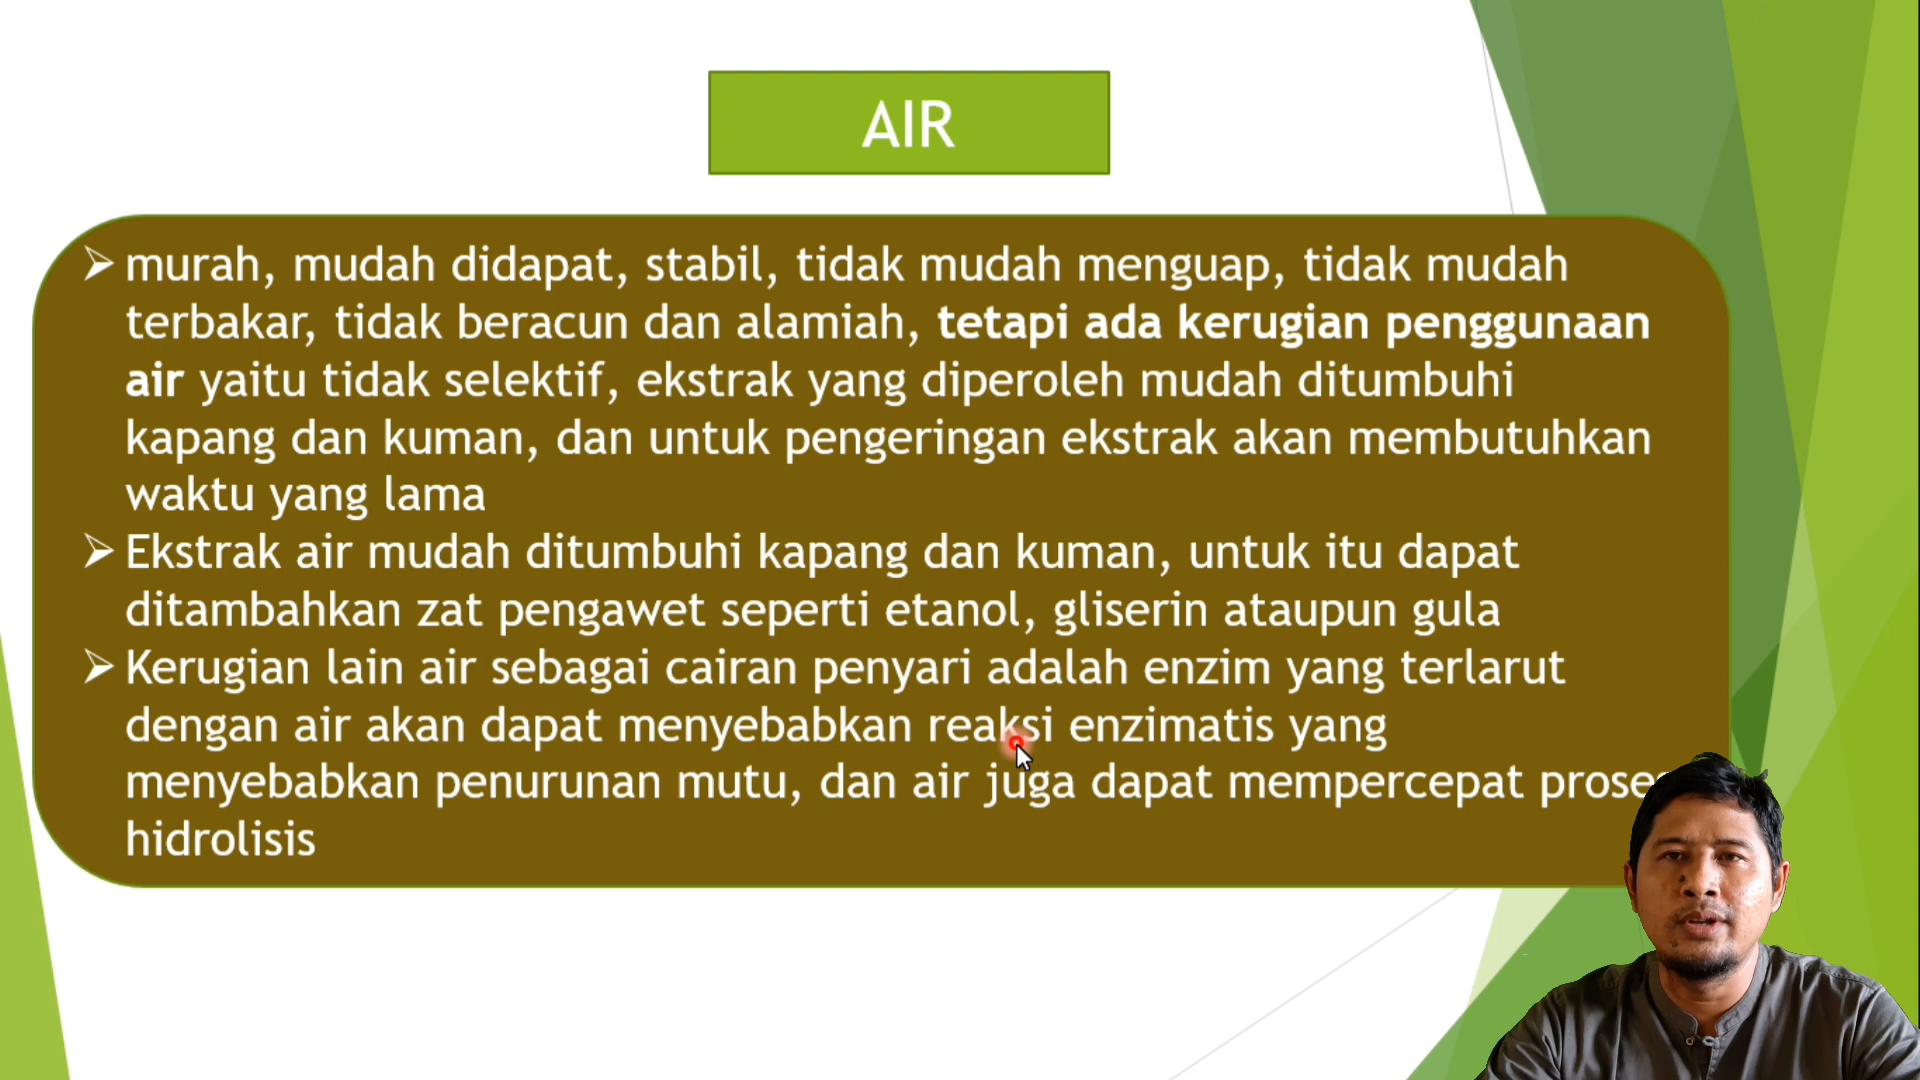 AIR
➢ murah, mudah didapat, stabil, tidak mudah menguap, tidak mudah
terbakar, tidak beracun dan alamiah, tetapi ada kerugian penggunaan
air yaitu tidak selektif, ekstrak yang diperoleh mudah ditumbuhi
kapang dan kuman, dan untuk pengeringan ekstrak akan membutuhkan
waktu yang lama
➢ Ekstrak air mudah ditumbuhi kapang dan kuman, untuk itu dapat
ditambahkan zat pengawet seperti etanol, gliserin ataupun gula
➢ Kerugian lain air sebagai cairan penyari adalah enzim yang terlarut
dengan air akan dapat menyebabkan reaksi enzimatis yang
menyebabkan penurunan mutu, dan air juga dapat mempercepat prose
hidrolisis